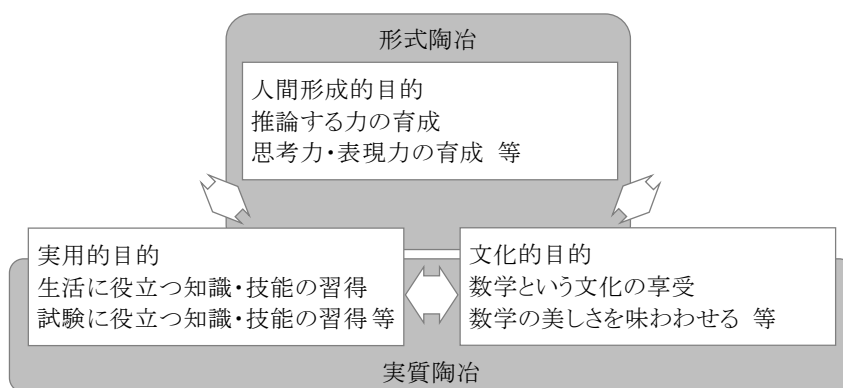 形式陶冶
人間形成的目的
推論する力の育成
思考力・表現力の育成 等
実用的目的
生活に役立つ知識・技能の習得
試験に役立つ知識・技能の習得 等
文化的目的
数学という文化の享受
数学の美しさを味わわせる 等
実質陶冶